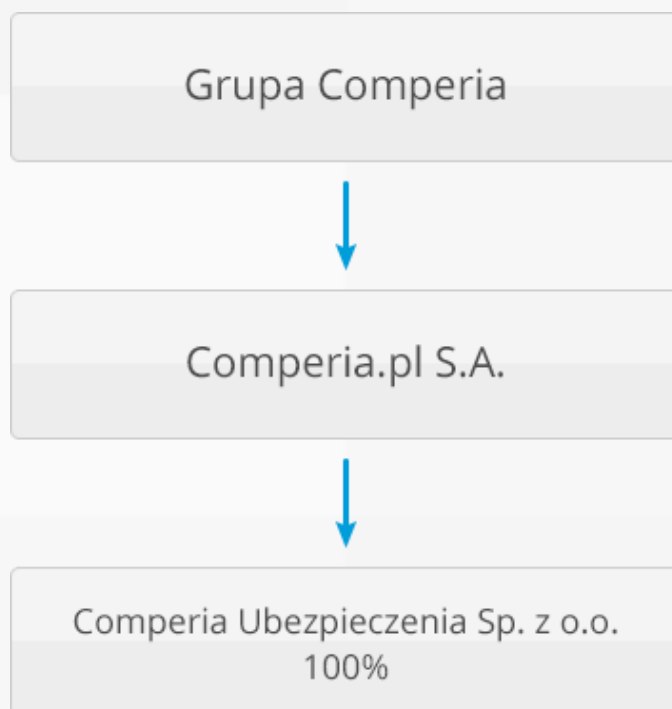 Grupa Comperia
Comperia.pl S.A.
Comperia Ubezpieczenia Sp. z o.o.
100%